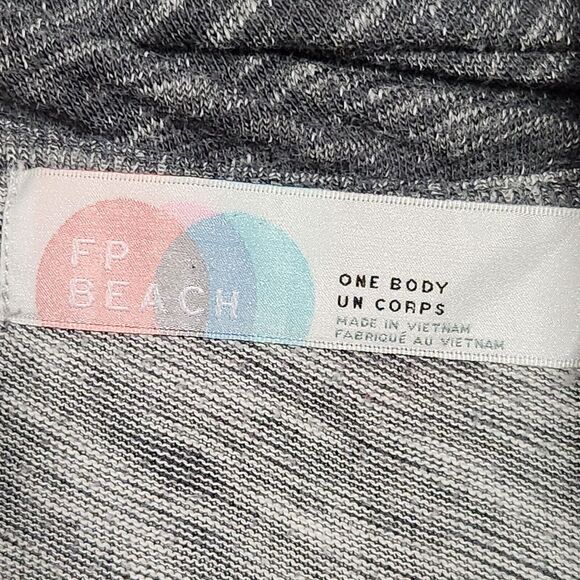 FP
BEACH
ONE BODY
UN CORPS
MADE IN VIETNAM
FABRIQUÉ AU VIETNAM